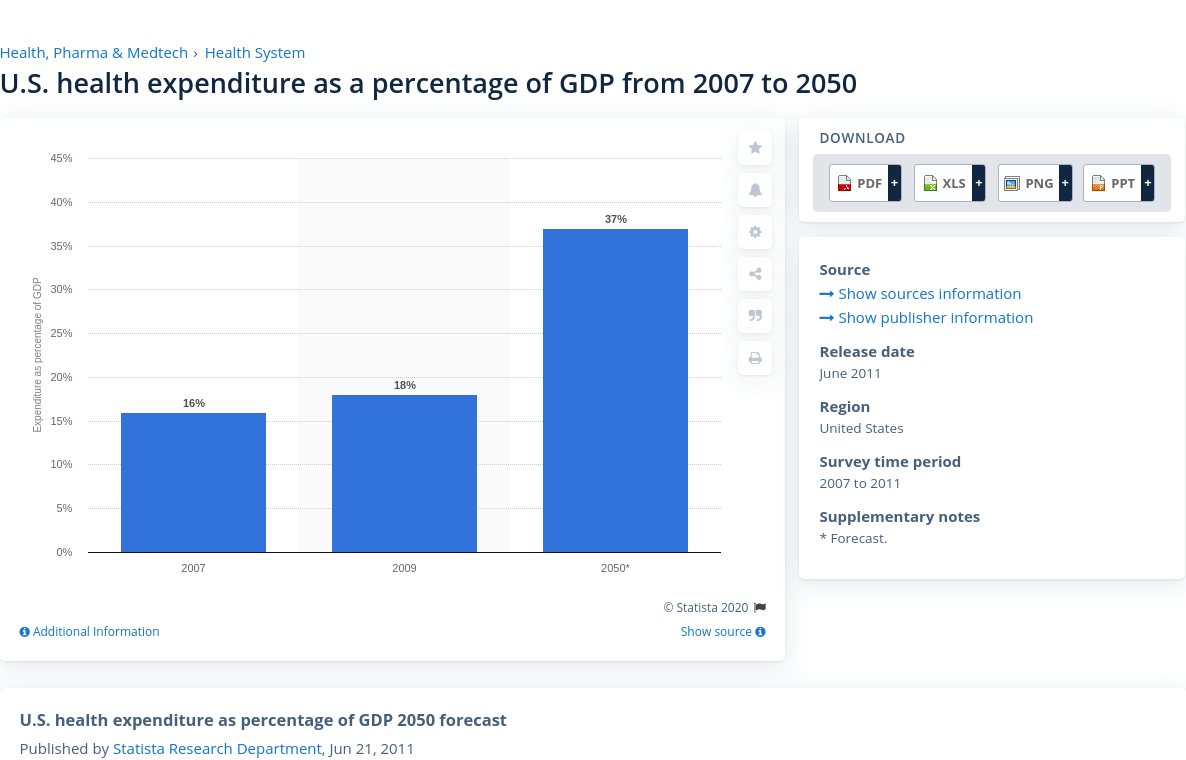 Health, Pharma & Medtech › Health System
U.S. health expenditure as a percentage of GDP from 2007 to 2050
45%
40%
35%
30%
25%
20%
15%
10%
5%
0%
Expenditure as percentage of GDP
16%
18%
37%
2007
2009
2050*
© Statista 2020
Additional Information
Show source
DOWNLOAD
PDF +
XLS +
PNG +
PPT +
Source
Show sources information
Show publisher information
Release date
June 2011
Region
United States
Survey time period
2007 to 2011
Supplementary notes
* Forecast.
U.S. health expenditure as percentage of GDP 2050 forecast
Published by Statista Research Department, Jun 21, 2011